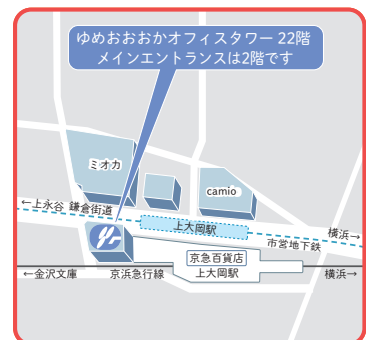 ゆめおおおかオフィスタワー 22階
メインエントランスは2階です
ミオカ
camio
←上永谷 鎌倉街道
上大岡駅
横浜→
市営地下鉄
京急百貨店
←金沢文庫 京浜急行線 上大岡駅 横浜→